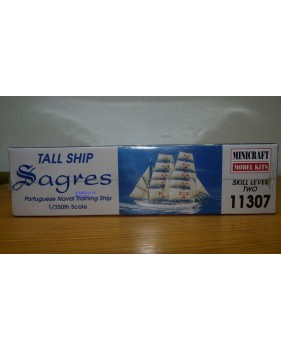 TALL SHIP
Sagres
Portuguese Naval Training Ship
1/350th Scale
MINICRAFT
MODEL KITS
SKILL LEVEL
TWO
11307